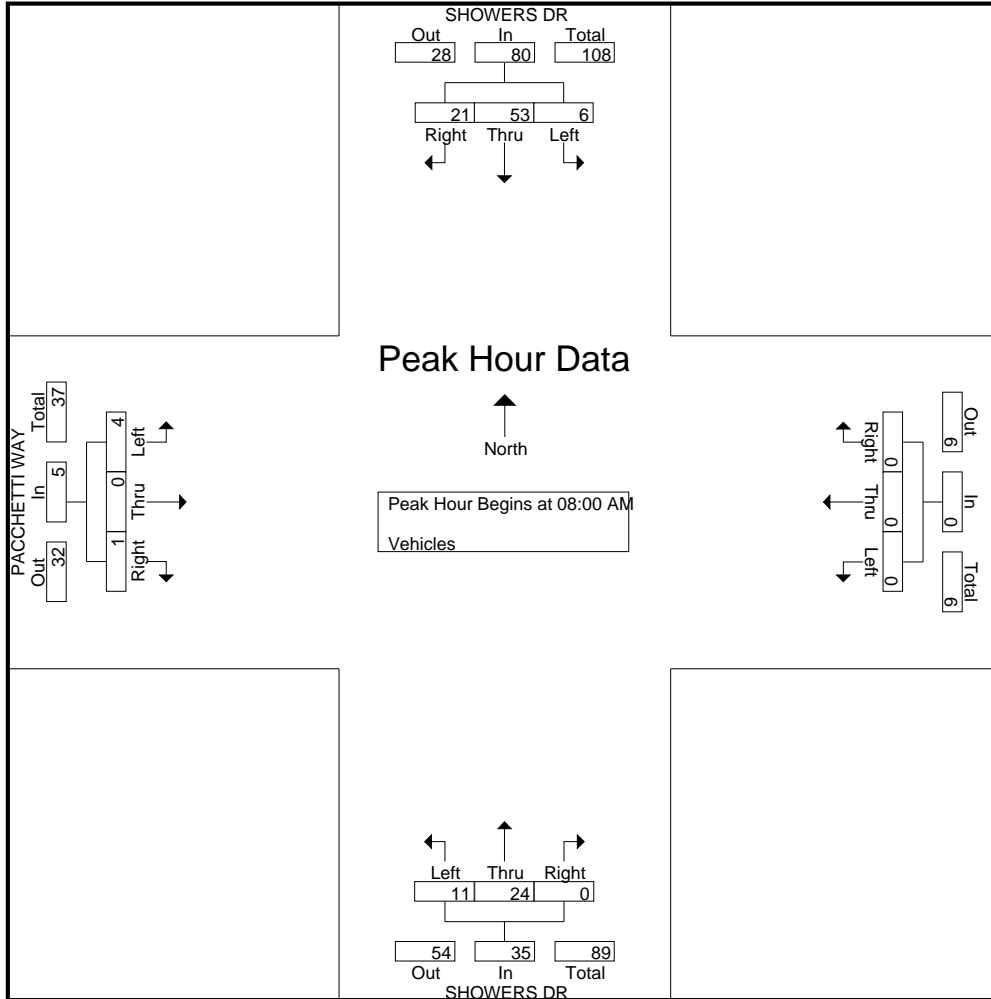 SHOWERS DR
Out In Total
28 80 108
21 53 6
Right Thru Left
Peak Hour Data
North
Peak Hour Begins at 08:00 AM
Vehicles
PACCHETTI WAY
Total In Out
37 5 32
4 0 1
Left Thru Right
Right Thru Left
0 0 0
Out In Total
6 0 6
Left Thru Right
11 24 0
54 35 89
Out In Total
SHOWERS DR